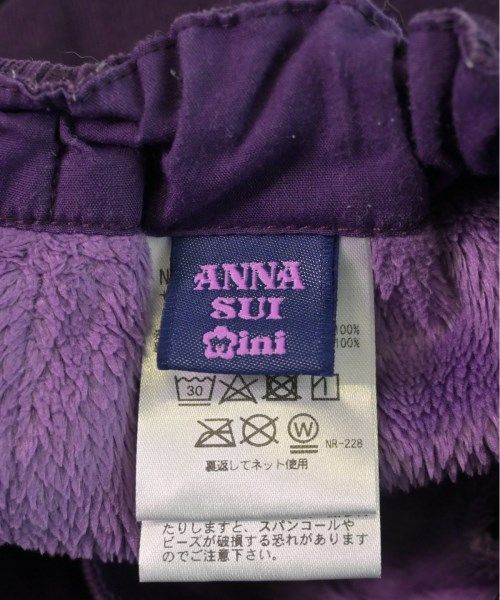 ANNA
SUI
mini
100%
100%
30
W
NR-228
裏返してネット使用
たりしますと、スパンコールや
ビーズが破損する恐れがあります
のでご注意下さい。